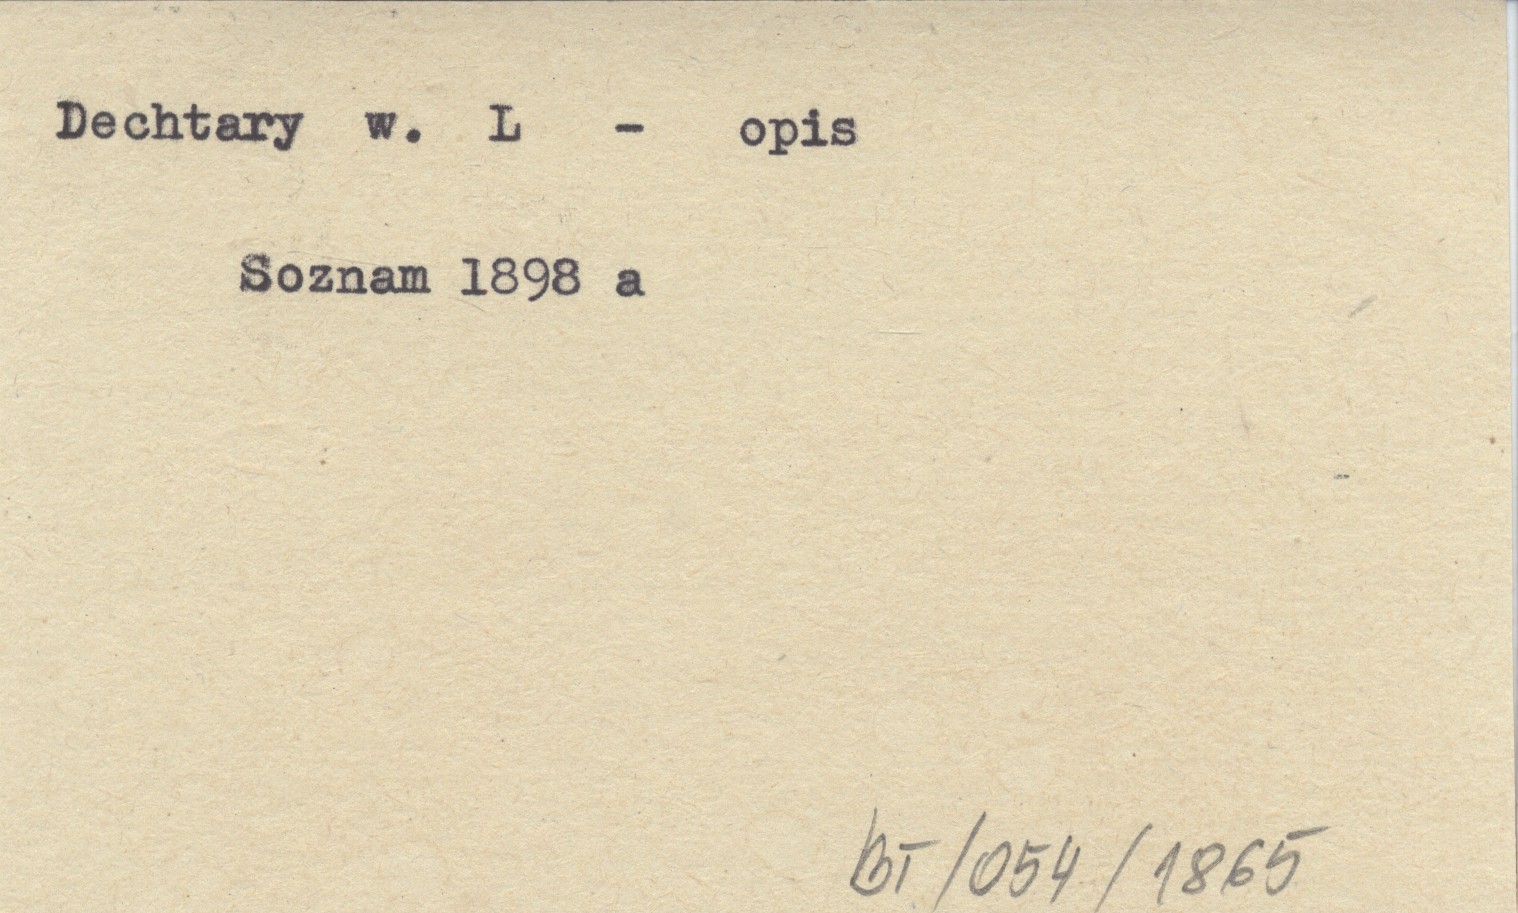 Dechtary w. L - opis
Soznam 1898 a
BT/054/1865